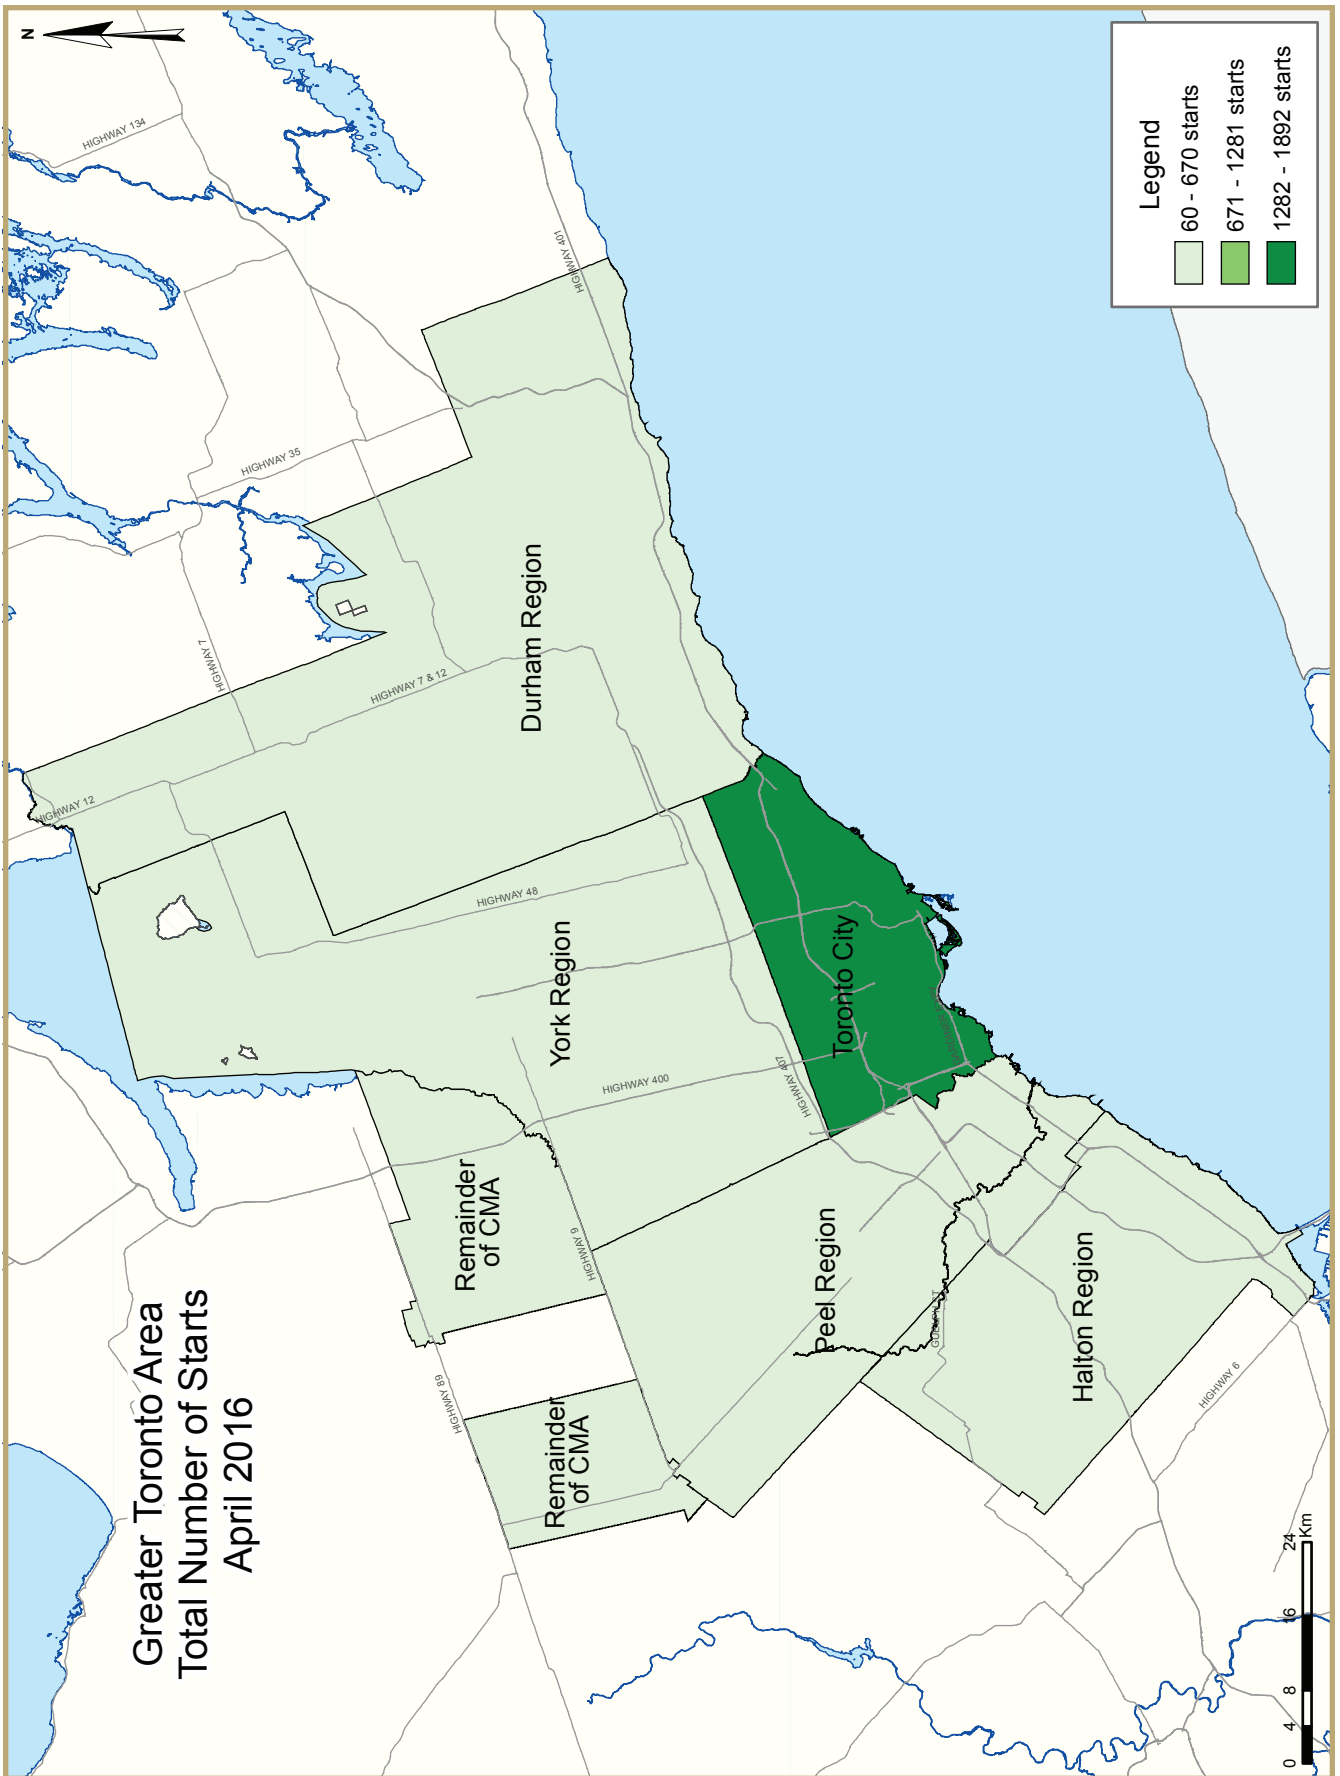 Greater Toronto Area
Total Number of Starts
April 2016
N
HIGHWAY 134
HIGHWAY 401
HIGHWAY 35
HIGHWAY 7
HIGHWAY 7 & 12
HIGHWAY 12
Durham Region
HIGHWAY 48
York Region
HIGHWAY 400
HIGHWAY 407
Toronto City
Remainder
of CMA
HIGHWAY 9
HIGHWAY 89
Remainder
of CMA
Peel Region
Halton Region
HIGHWAY 6
Legend
60 - 670 starts
671 - 1281 starts
1282 - 1892 starts
0 4 8 16 24
Km